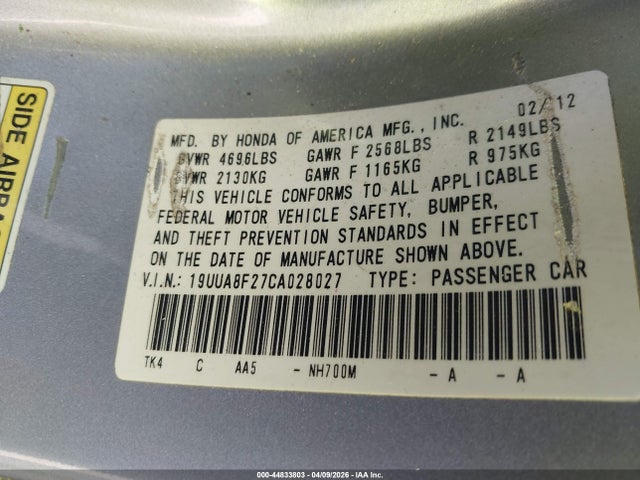 SIDE AIRBAG
02/12
MFD. BY HONDA OF AMERICA MFG., INC.
GVWR 4696LBS GAWR F 2568LBS R 2149LBS
GVWR 2130KG GAWR F 1165KG R 975KG
THIS VEHICLE CONFORMS TO ALL APPLICABLE
FEDERAL MOTOR VEHICLE SAFETY, BUMPER,
AND THEFT PREVENTION STANDARDS IN EFFECT
ON THE DATE OF MANUFACTURE SHOWN ABOVE.
V.I.N.: 19UUA8F27CA028027 TYPE: PASSENGER CAR
TK4 C AA5 - NH700M - A - A
000-44833803 - 04/09/2026 - IAA Inc.